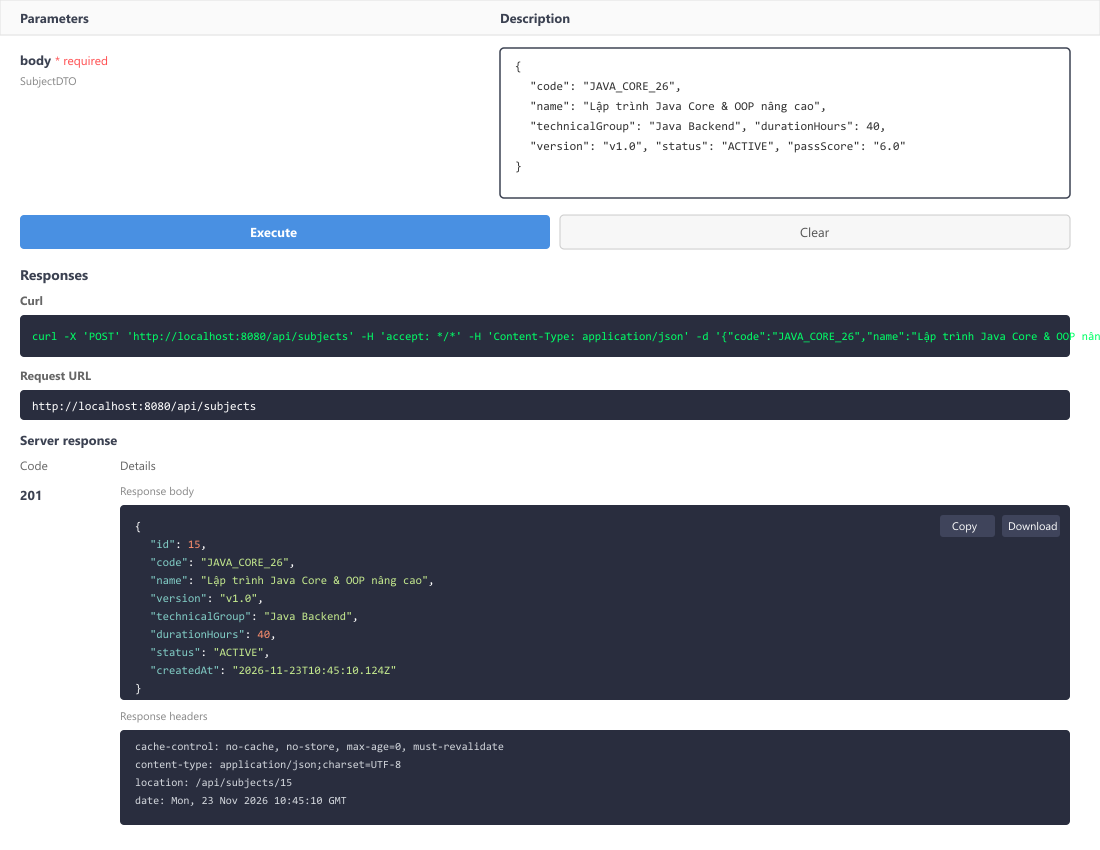 Parameters Description
body * required
SubjectDTO
{
"code": "JAVA_CORE_26",
"name": "Lập trình Java Core & OOP nâng cao",
"technicalGroup": "Java Backend", "durationHours": 40,
"version": "v1.0", "status": "ACTIVE", "passScore": "6.0"
}
Execute Clear
Responses
Curl
curl -X 'POST' 'http://localhost:8080/api/subjects' -H 'accept: */*' -H 'Content-Type: application/json' -d '{"code":"JAVA_CORE_26","name":"Lập trình Java Core & OOP nân
Request URL
http://localhost:8080/api/subjects
Server response
Code Details
201 Response body
Copy Download
{
"id": 15,
"code": "JAVA_CORE_26",
"name": "Lập trình Java Core & OOP nâng cao",
"version": "v1.0",
"technicalGroup": "Java Backend",
"durationHours": 40,
"status": "ACTIVE",
"createdAt": "2026-11-23T10:45:10.124Z"
}
Response headers
cache-control: no-cache, no-store, max-age=0, must-revalidate
content-type: application/json;charset=UTF-8
location: /api/subjects/15
date: Mon, 23 Nov 2026 10:45:10 GMT